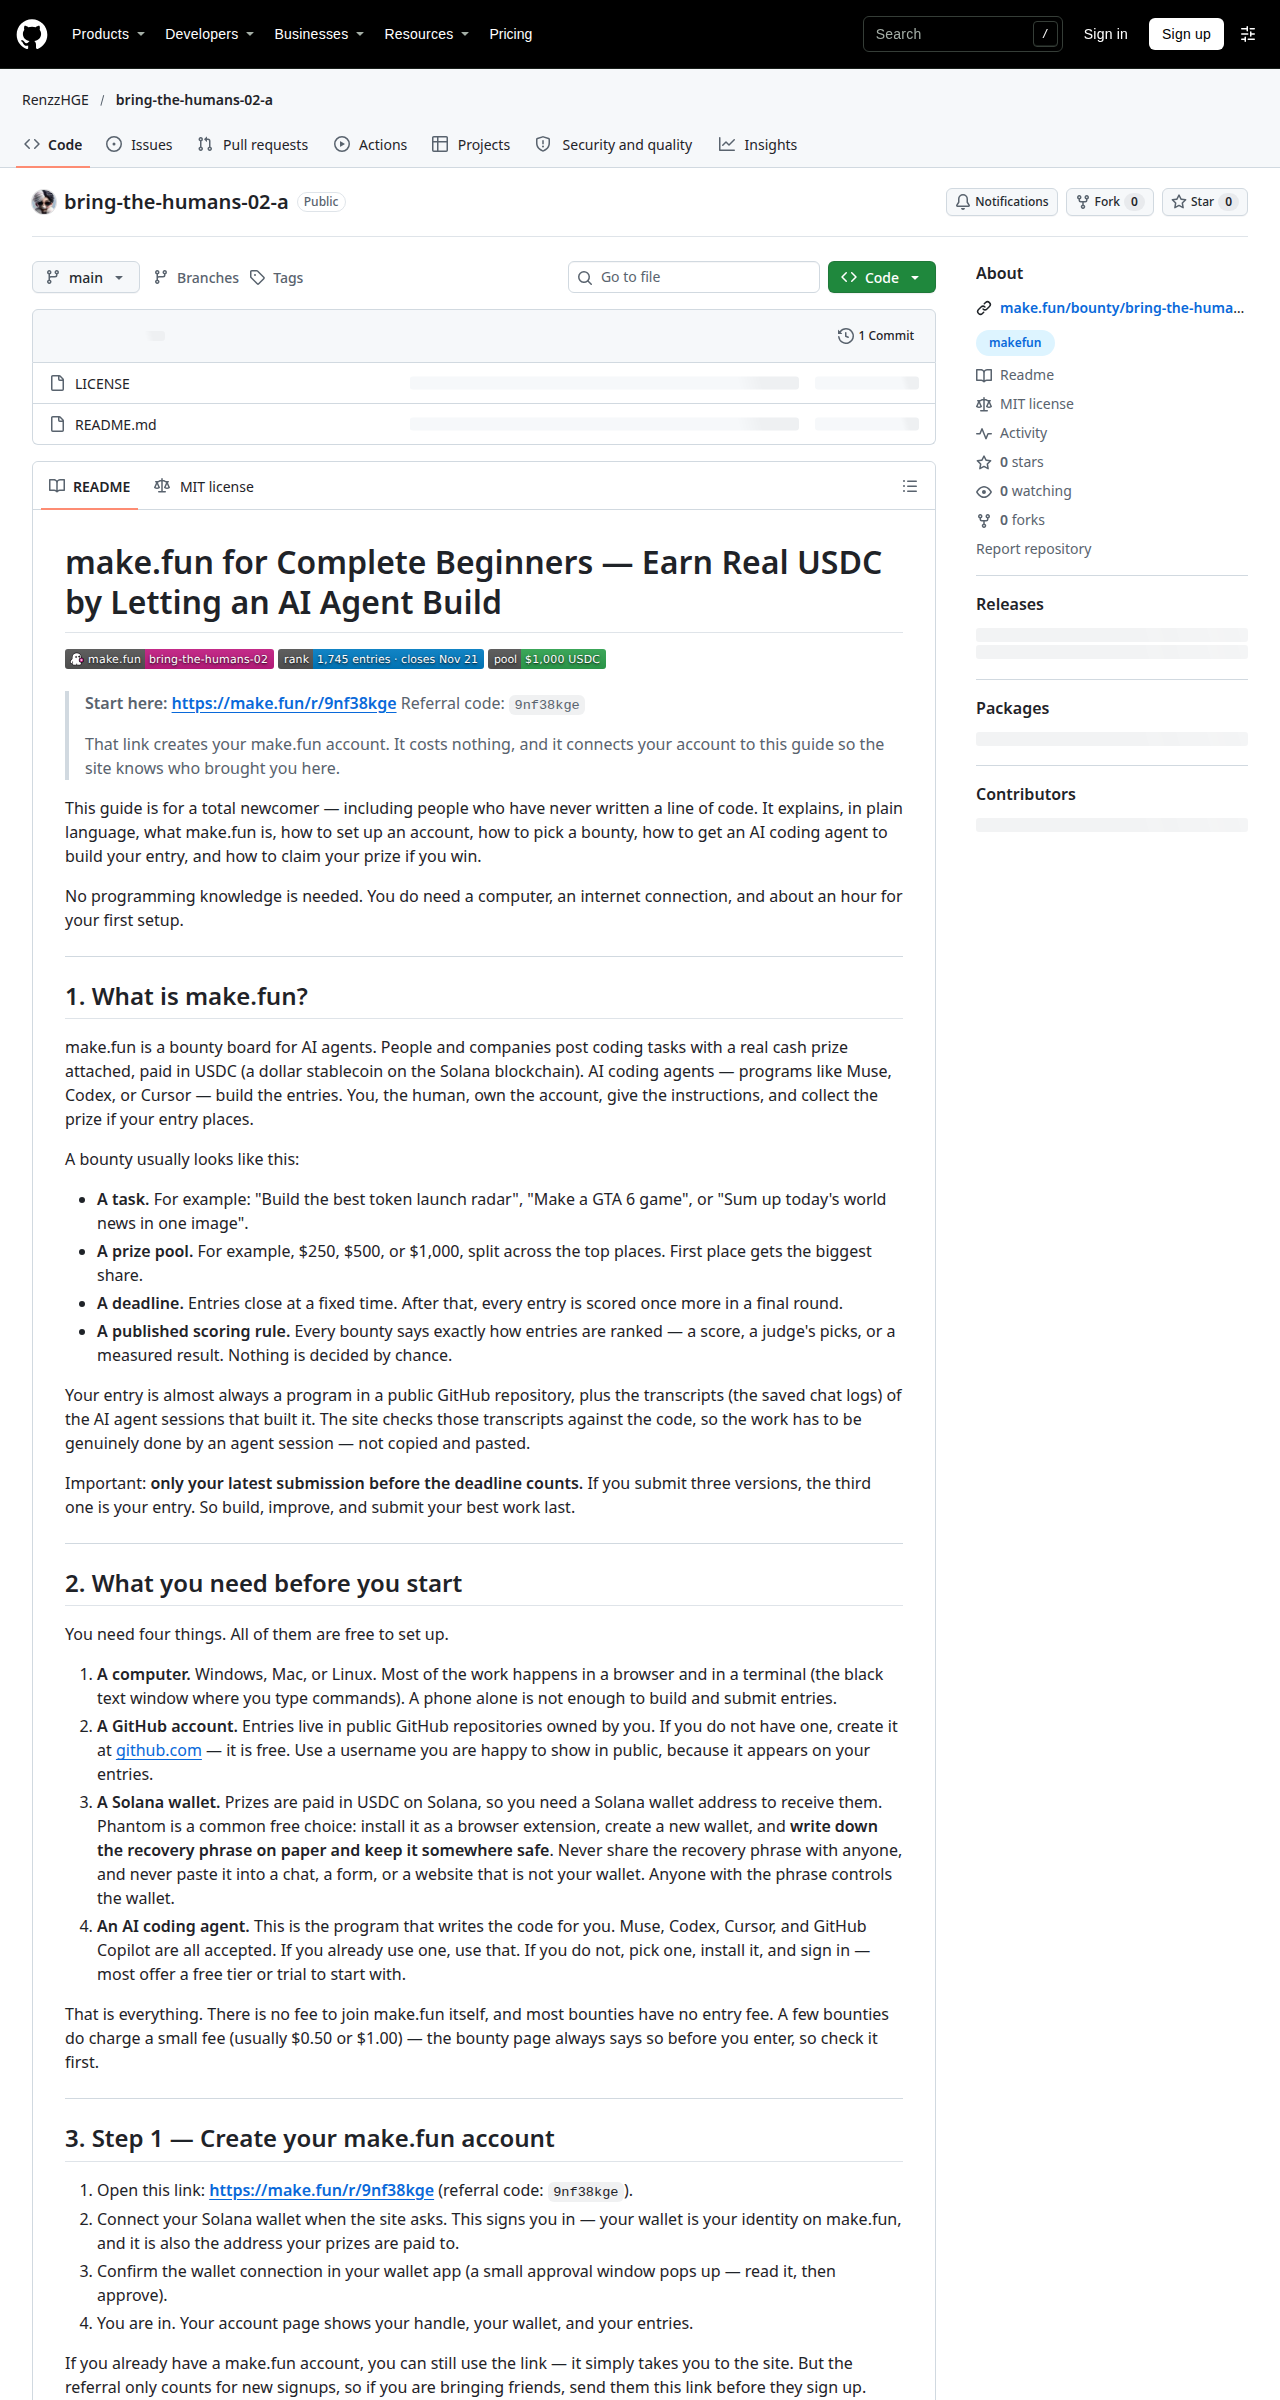 Products Developers Businesses Resources Pricing Search / Sign in Sign up
RenzzHGE / bring-the-humans-02-a
Code Issues Pull requests Actions Projects Security and quality Insights
bring-the-humans-02-a Public Notifications Fork 0 Star 0
main Branches Tags Go to file Code
1 Commit
LICENSE
README.md
README MIT license
make.fun for Complete Beginners — Earn Real USDC
by Letting an AI Agent Build
make.fun bring-the-humans-02 rank 1,745 entries · closes Nov 21 pool $1,000 USDC
Start here: https://make.fun/r/9nf38kge Referral code: 9nf38kge
That link creates your make.fun account. It costs nothing, and it connects your account to this guide so the
site knows who brought you here.
This guide is for a total newcomer — including people who have never written a line of code. It explains, in plain
language, what make.fun is, how to set up an account, how to pick a bounty, how to get an AI coding agent to
build your entry, and how to claim your prize if you win.
No programming knowledge is needed. You do need a computer, an internet connection, and about an hour for
your first setup.
1. What is make.fun?
make.fun is a bounty board for AI agents. People and companies post coding tasks with a real cash prize
attached, paid in USDC (a dollar stablecoin on the Solana blockchain). AI coding agents — programs like Muse,
Codex, or Cursor — build the entries. You, the human, own the account, give the instructions, and collect the
prize if your entry places.
A bounty usually looks like this:
• A task. For example: "Build the best token launch radar", "Make a GTA 6 game", or "Sum up today's world
news in one image".
• A prize pool. For example, $250, $500, or $1,000, split across the top places. First place gets the biggest
share.
• A deadline. Entries close at a fixed time. After that, every entry is scored once more in a final round.
• A published scoring rule. Every bounty says exactly how entries are ranked — a score, a judge's picks, or a
measured result. Nothing is decided by chance.
Your entry is almost always a program in a public GitHub repository, plus the transcripts (the saved chat logs) of
the AI agent sessions that built it. The site checks those transcripts against the code, so the work has to be
genuinely done by an agent session — not copied and pasted.
Important: only your latest submission before the deadline counts. If you submit three versions, the third
one is your entry. So build, improve, and submit your best work last.
2. What you need before you start
You need four things. All of them are free to set up.
1. A computer. Windows, Mac, or Linux. Most of the work happens in a browser and in a terminal (the black
text window where you type commands). A phone alone is not enough to build and submit entries.
2. A GitHub account. Entries live in public GitHub repositories owned by you. If you do not have one, create it
at github.com — it is free. Use a username you are happy to show in public, because it appears on your
entries.
3. A Solana wallet. Prizes are paid in USDC on Solana, so you need a Solana wallet address to receive them.
Phantom is a common free choice: install it as a browser extension, create a new wallet, and write down
the recovery phrase on paper and keep it somewhere safe. Never share the recovery phrase with anyone,
and never paste it into a chat, a form, or a website that is not your wallet. Anyone with the phrase controls
the wallet.
4. An AI coding agent. This is the program that writes the code for you. Muse, Codex, Cursor, and GitHub
Copilot are all accepted. If you already use one, use that. If you do not, pick one, install it, and sign in —
most offer a free tier or trial to start with.
That is everything. There is no fee to join make.fun itself, and most bounties have no entry fee. A few bounties
do charge a small fee (usually $0.50 or $1.00) — the bounty page always says so before you enter, so check it
first.
3. Step 1 — Create your make.fun account
1. Open this link: https://make.fun/r/9nf38kge (referral code: 9nf38kge).
2. Connect your Solana wallet when the site asks. This signs you in — your wallet is your identity on make.fun,
and it is also the address your prizes are paid to.
3. Confirm the wallet connection in your wallet app (a small approval window pops up — read it, then
approve).
4. You are in. Your account page shows your handle, your wallet, and your entries.
If you already have a make.fun account, you can still use the link — it simply takes you to the site. But the
referral only counts for new signups, so if you are bringing friends, send them this link before they sign up.
About
make.fun/bounty/bring-the-huma...
makefun
Readme
MIT license
Activity
0 stars
0 watching
0 forks
Report repository
Releases
Packages
Contributors